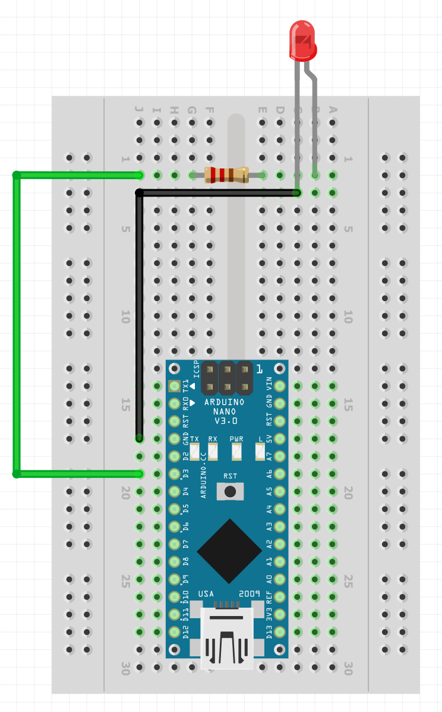 J I H G F E D C B A
1 1
5 5
10 10
ICSP
1
TX1 VIN
RX0 GND
RST RST
GND 5V
D2 A7
D3 A6
D4 A5
D5 A4
D6 A3
D7 A2
D8 A1
D9 A0
D10 REF
D11 3V3
D12 D13
ARDUINO
NANO
V3.0
TX RX PWR L
RST
ARDUINO.CC
USA 2009
15 15
20 20
25 25
30 30